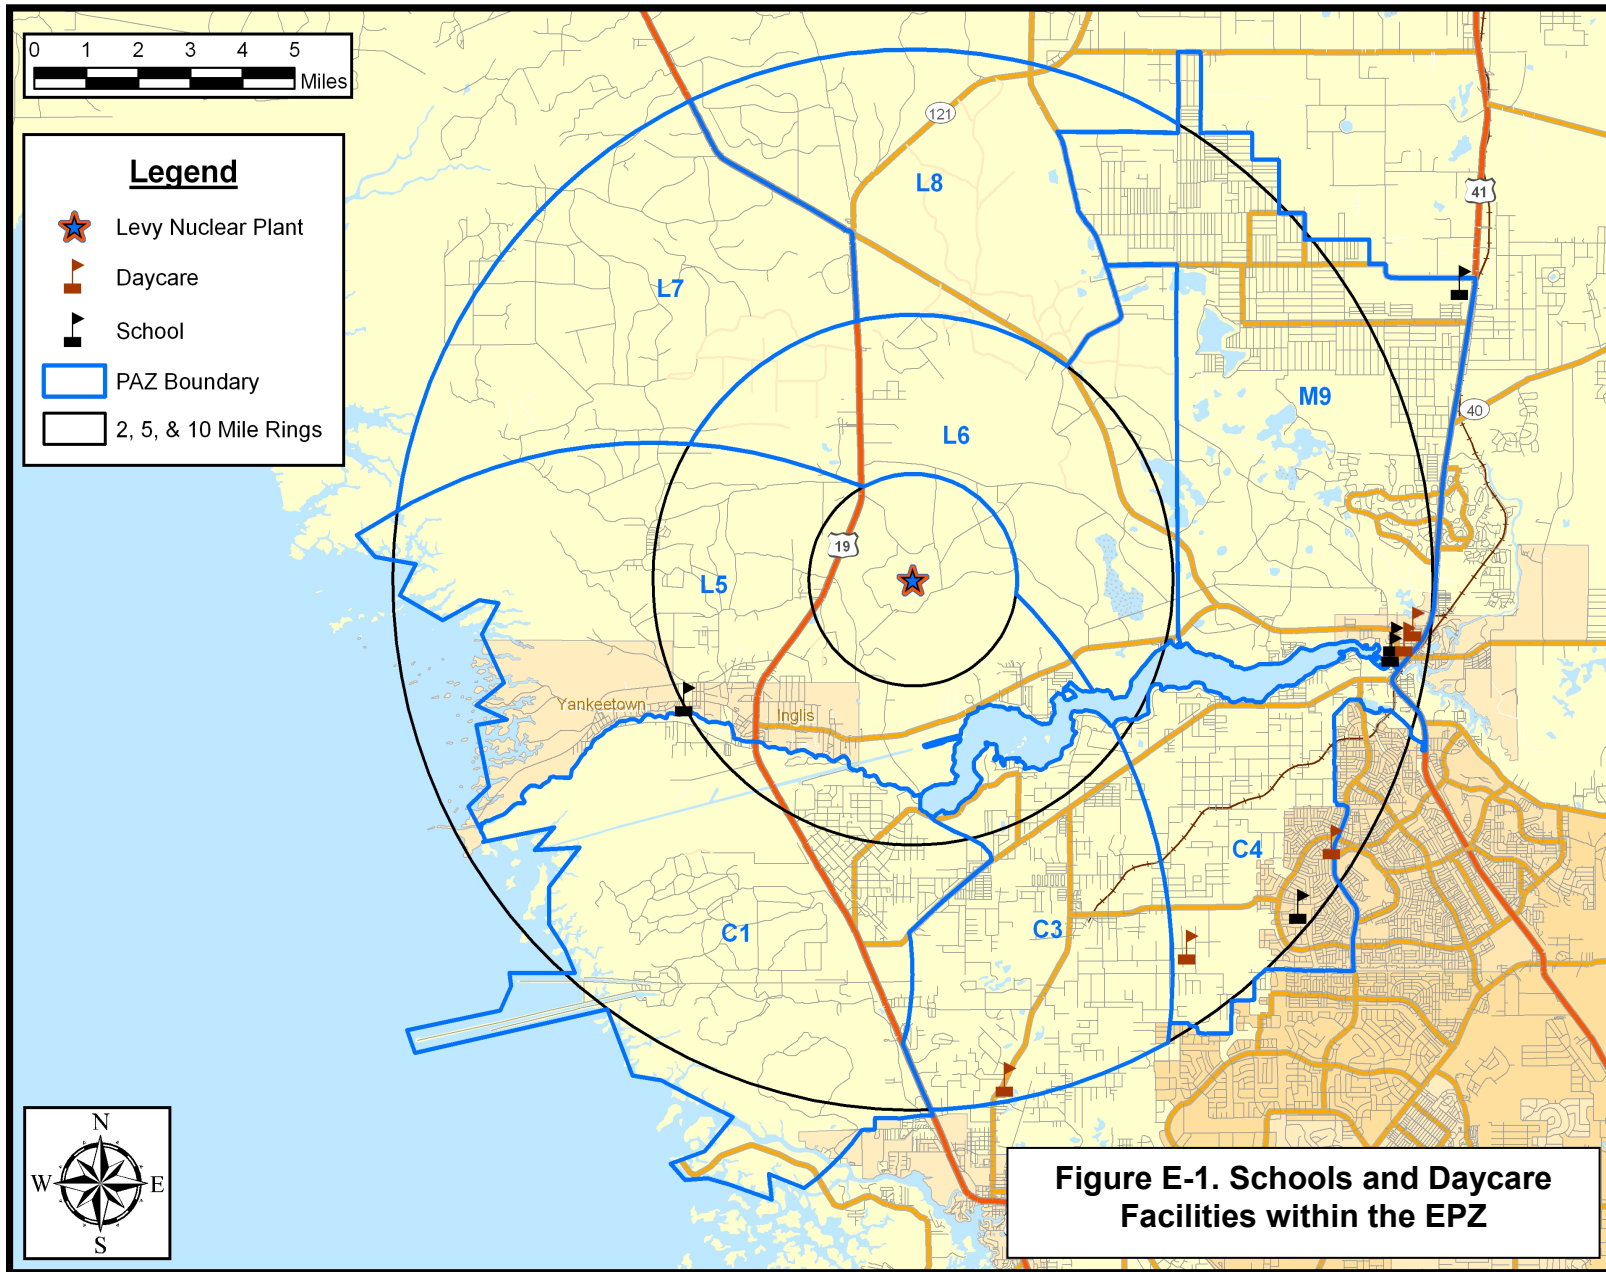 0 1 2 3 4 5
Miles
Legend
Levy Nuclear Plant
Daycare
School
PAZ Boundary
2, 5, & 10 Mile Rings
121
L8
41
L7
M9
40
L6
19
L5
Yankeetown
Inglis
C4
C3
C1
N
W E
S
Figure E-1. Schools and Daycare
Facilities within the EPZ